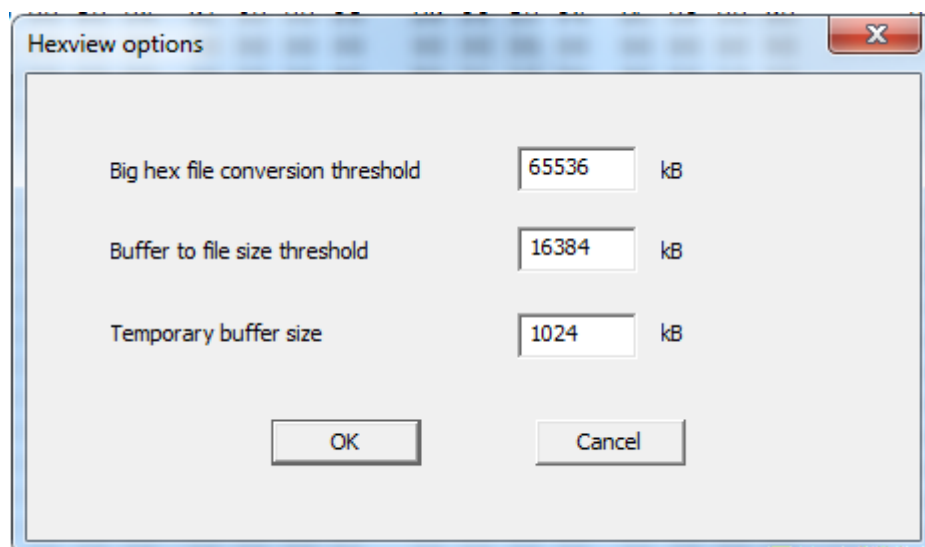 Hexview options
Big hex file conversion threshold 65536 kB
Buffer to file size threshold 16384 kB
Temporary buffer size 1024 kB
OK Cancel